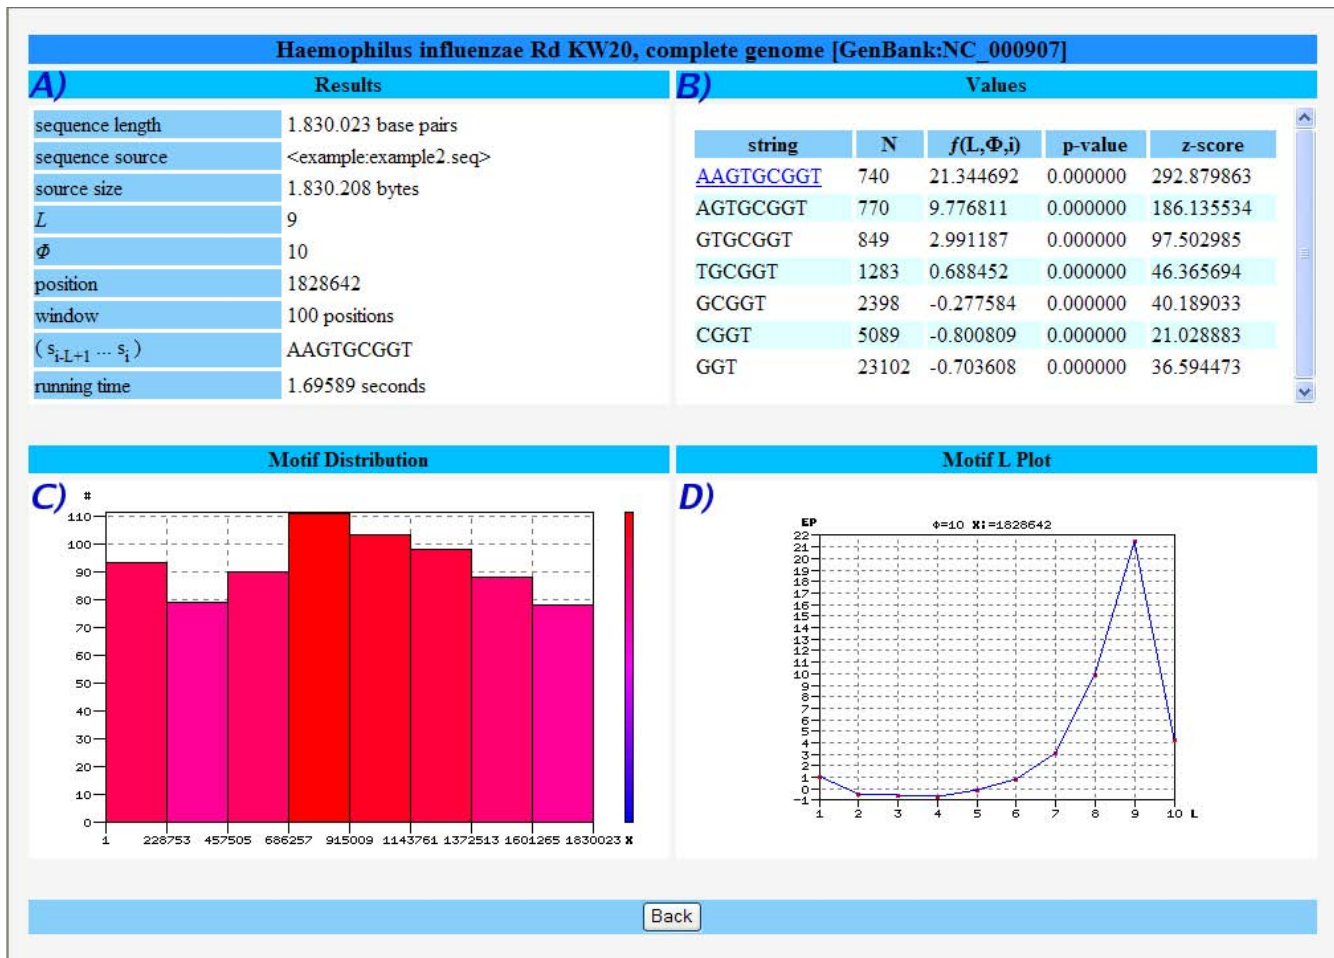 Haemophilus influenzae Rd KW20, complete genome [GenBank:NC_000907]
A) Results
sequence length 1.830.023 base pairs
sequence source <example:example2.seq>
source size 1.830.208 bytes
L 9
Φ 10
position 1828642
window 100 positions
( s_{i-L+1} ... s_i ) AAGTGCGGT
running time 1.69589 seconds
B) Values
string N f(L,Φ,i) p-value z-score
AAGTGCGGT 740 21.344692 0.000000 292.879863
AGTGCGGT 770 9.776811 0.000000 186.135534
GTGCGGT 849 2.991187 0.000000 97.502985
TGCGGT 1283 0.688452 0.000000 46.365694
GCGGT 2398 -0.277584 0.000000 40.189033
CGGT 5089 -0.800809 0.000000 21.028883
GGT 23102 -0.703608 0.000000 36.594473
Motif Distribution
C)
#
110
100
90
80
70
60
50
40
30
20
10
0
1 228753 457505 686257 915009 1143761 1372513 1601265 1830023 X
Motif L Plot
D)
EP Φ=10 Xi=1828642
22
21
20
19
18
17
16
15
14
13
12
11
10
9
8
7
6
5
4
3
2
1
0
-1
1 2 3 4 5 6 7 8 9 10 L
Back